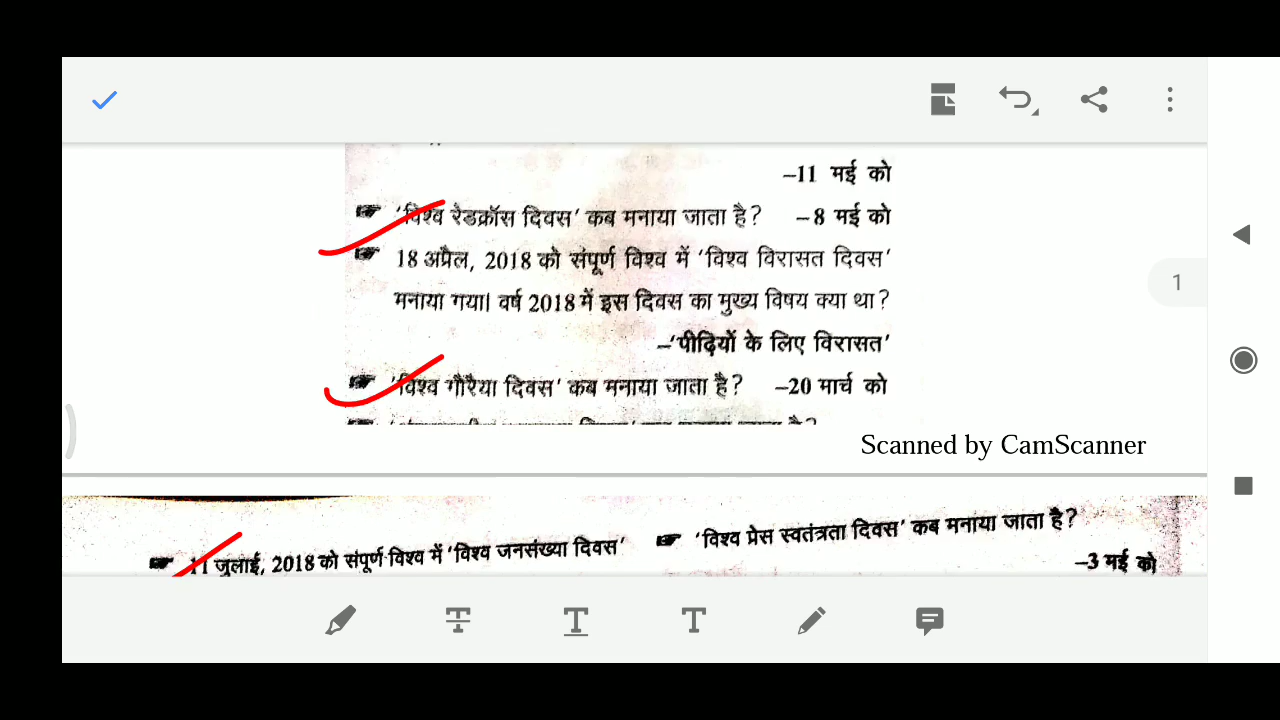 –11 मई को
'विश्व रेडक्रॉस दिवस' कब मनाया जाता है? –8 मई को
18 अप्रैल, 2018 को संपूर्ण विश्व में 'विश्व विरासत दिवस'
मनाया गया। वर्ष 2018 में इस दिवस का मुख्य विषय क्या था?
–'पीढ़ियों के लिए विरासत'
'विश्व गौरैया दिवस' कब मनाया जाता है? –20 मार्च को
Scanned by CamScanner
11 जुलाई, 2018 को संपूर्ण विश्व में 'विश्व जनसंख्या दिवस'
'विश्व प्रेस स्वतंत्रता दिवस' कब मनाया जाता है?
–3 मई को
1